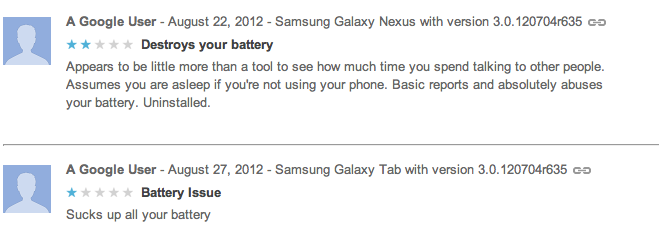 A Google User - August 22, 2012 - Samsung Galaxy Nexus with version 3.0.120704r635
Destroys your battery
Appears to be little more than a tool to see how much time you spend talking to other people.
Assumes you are asleep if you're not using your phone. Basic reports and absolutely abuses
your battery. Uninstalled.
A Google User - August 27, 2012 - Samsung Galaxy Tab with version 3.0.120704r635
Battery Issue
Sucks up all your battery